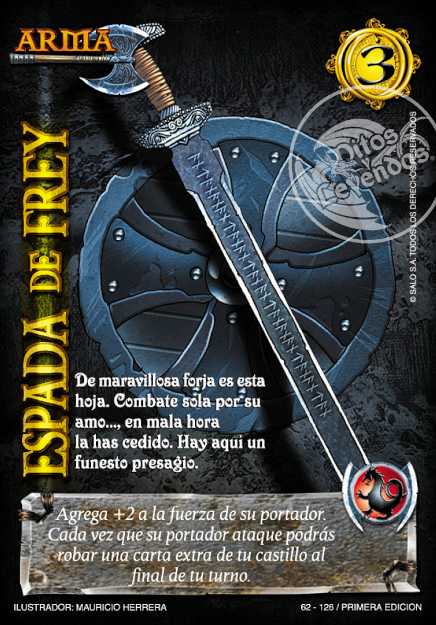 ARMA
3
Mitos y Leyendas
© SALO S.A. TODOS LOS DERECHOS RESERVADOS
ESPADA DE FREY
De maravillosa forja es esta
hoja. Combate sola por su
amo..., en mala hora
la has cedido. Hay aqui un
funesto presagio.
Agrega +2 a la fuerza de su portador.
Cada vez que su portador ataque podrás
robar una carta extra de tu castillo al
final de tu turno.
ILUSTRADOR: MAURICIO HERRERA
62 - 126 / PRIMERA EDICION